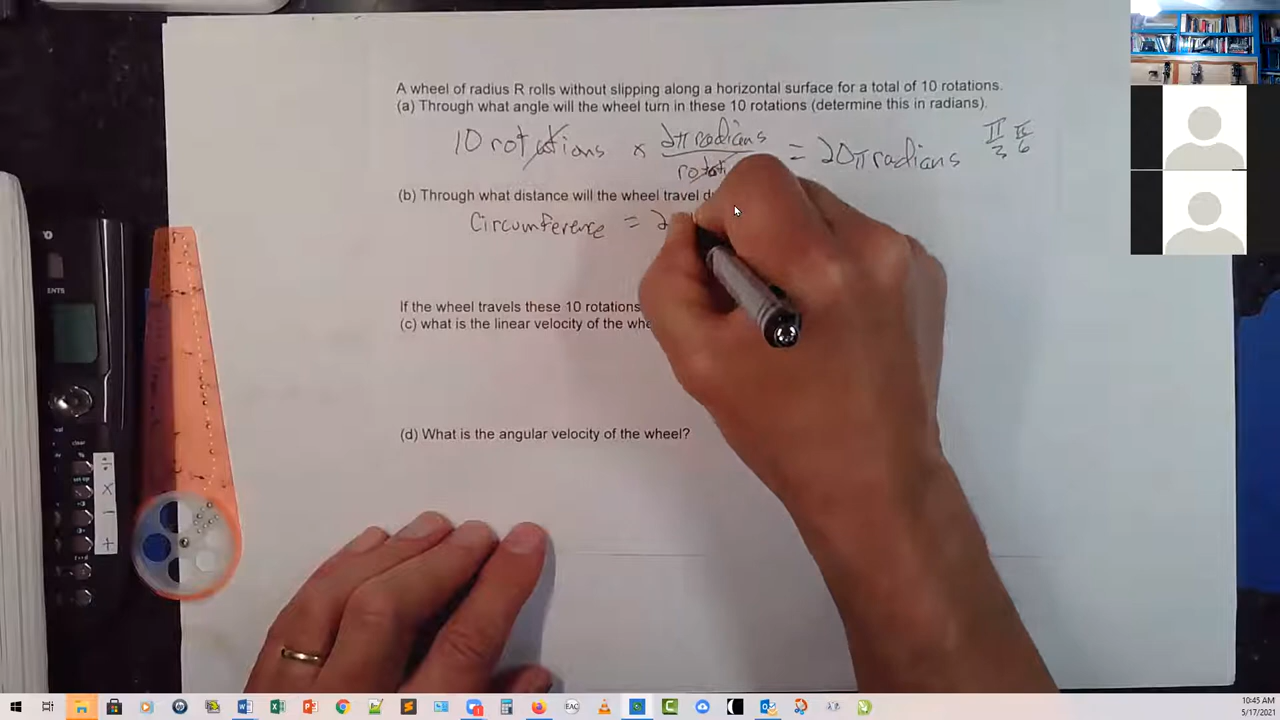 A wheel of radius R rolls without slipping along a horizontal surface for a total of 10 rotations.
(a) Through what angle will the wheel turn in these 10 rotations (determine this in radians).
10 rotations × 2π radians / = 20π radians π/3 π/6
(b) Through what distance will the wheel travel
Circumference = 2
If the wheel travels these 10 rotations
(c) what is the linear velocity of the
(d) What is the angular velocity of the wheel?
10:45 AM
5/17/2021